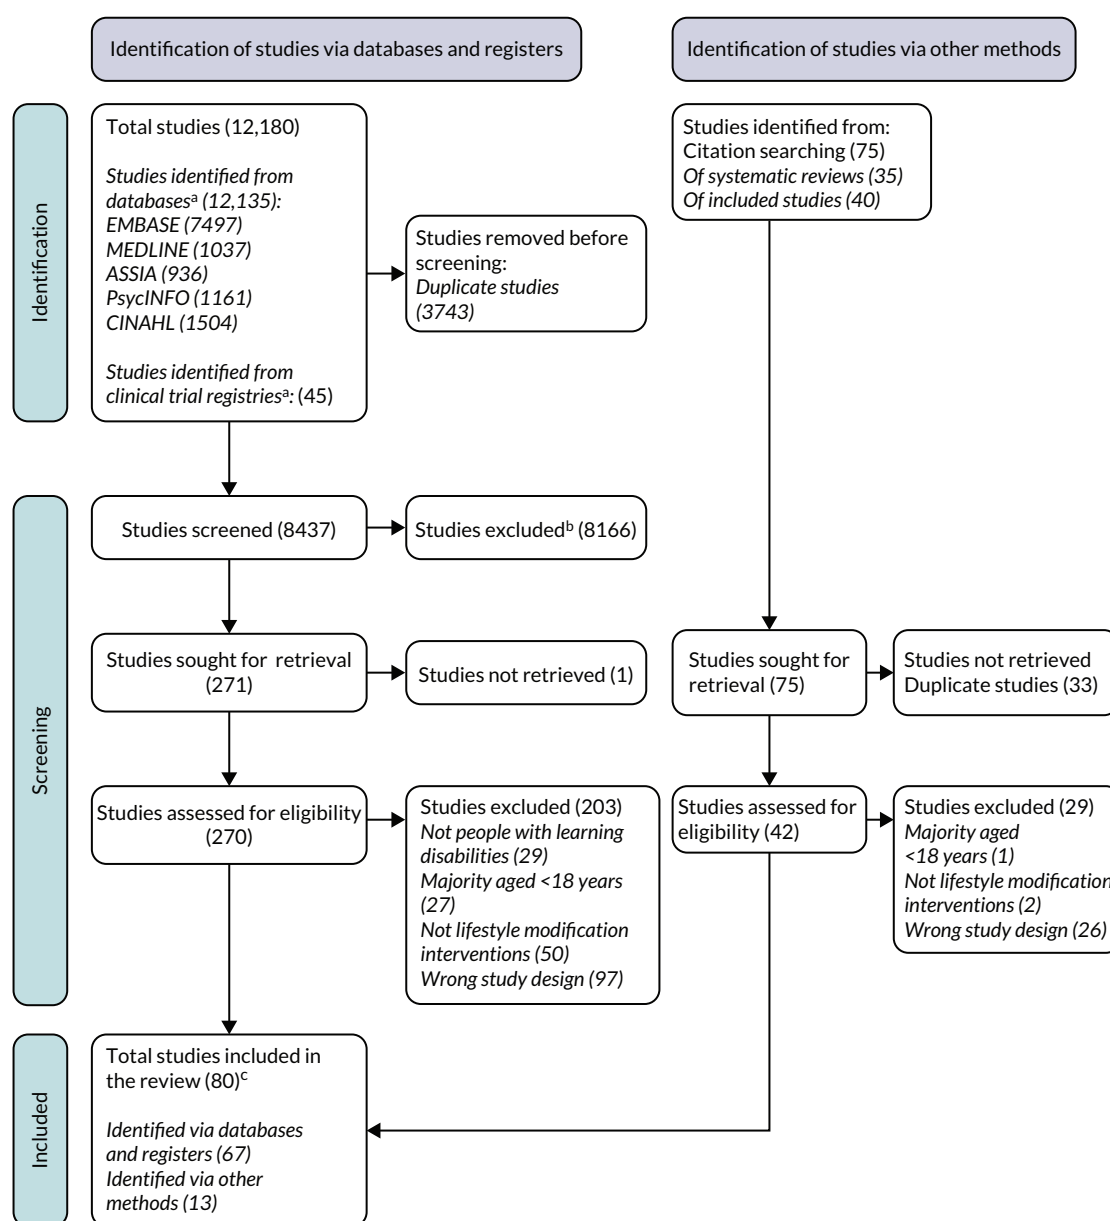 Identification of studies via databases and registers
Identification of studies via other methods
Identification
Total studies (12,180)
Studies identified from
databasesᵃ (12,135):
EMBASE (7497)
MEDLINE (1037)
ASSIA (936)
PsycINFO (1161)
CINAHL (1504)
Studies identified from
clinical trial registriesᵃ: (45)
Studies removed before
screening:
Duplicate studies
(3743)
Studies identified from:
Citation searching (75)
Of systematic reviews (35)
Of included studies (40)
Screening
Studies screened (8437)
Studies excludedᵇ (8166)
Studies sought for retrieval
(271)
Studies not retrieved (1)
Studies sought for
retrieval (75)
Studies not retrieved
Duplicate studies (33)
Studies assessed for eligibility
(270)
Studies excluded (203)
Not people with learning
disabilities (29)
Majority aged <18 years
(27)
Not lifestyle modification
interventions (50)
Wrong study design (97)
Studies assessed for
eligibility (42)
Studies excluded (29)
Majority aged
<18 years (1)
Not lifestyle modification
interventions (2)
Wrong study design (26)
Included
Total studies included in
the review (80)ᶜ
Identified via databases
and registers (67)
Identified via other
methods (13)